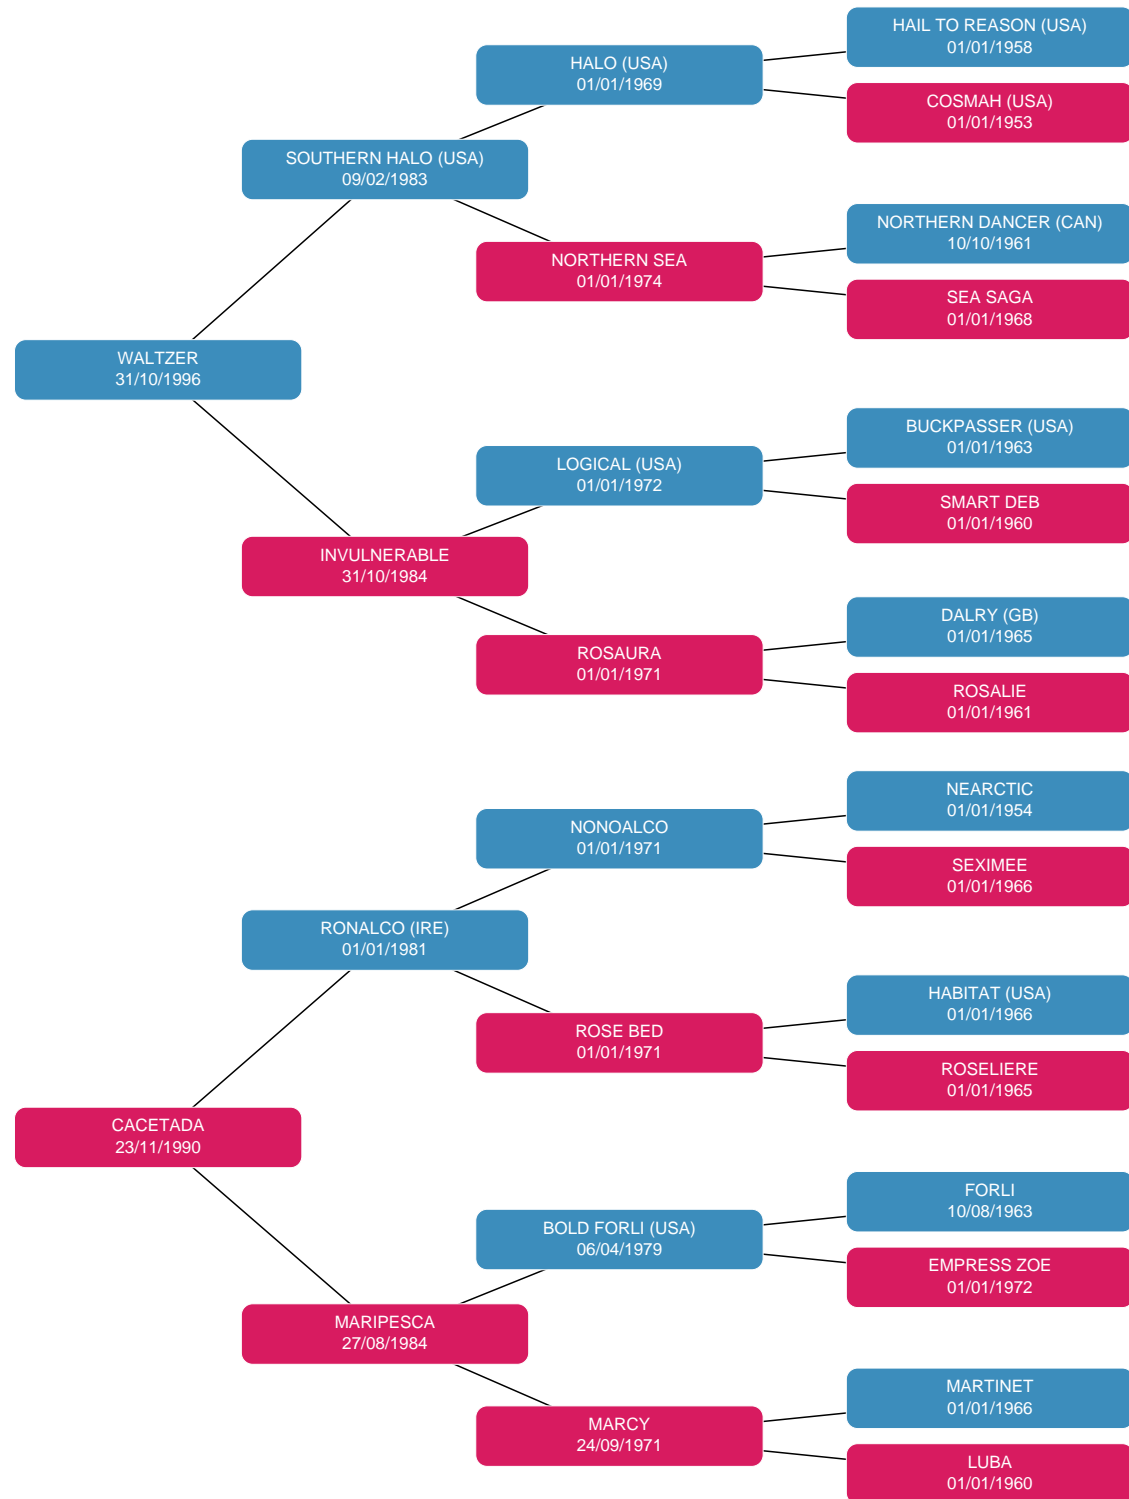 HAIL TO REASON (USA)
01/01/1958
HALO (USA)
01/01/1969
COSMAH (USA)
01/01/1953
SOUTHERN HALO (USA)
09/02/1983
NORTHERN DANCER (CAN)
10/10/1961
NORTHERN SEA
01/01/1974
SEA SAGA
01/01/1968
WALTZER
31/10/1996
BUCKPASSER (USA)
01/01/1963
LOGICAL (USA)
01/01/1972
SMART DEB
01/01/1960
INVULNERABLE
31/10/1984
DALRY (GB)
01/01/1965
ROSAURA
01/01/1971
ROSALIE
01/01/1961
NEARCTIC
01/01/1954
NONOALCO
01/01/1971
SEXIMEE
01/01/1966
RONALCO (IRE)
01/01/1981
HABITAT (USA)
01/01/1966
ROSE BED
01/01/1971
ROSELIERE
01/01/1965
CACETADA
23/11/1990
FORLI
10/08/1963
BOLD FORLI (USA)
06/04/1979
EMPRESS ZOE
01/01/1972
MARIPESCA
27/08/1984
MARTINET
01/01/1966
MARCY
24/09/1971
LUBA
01/01/1960